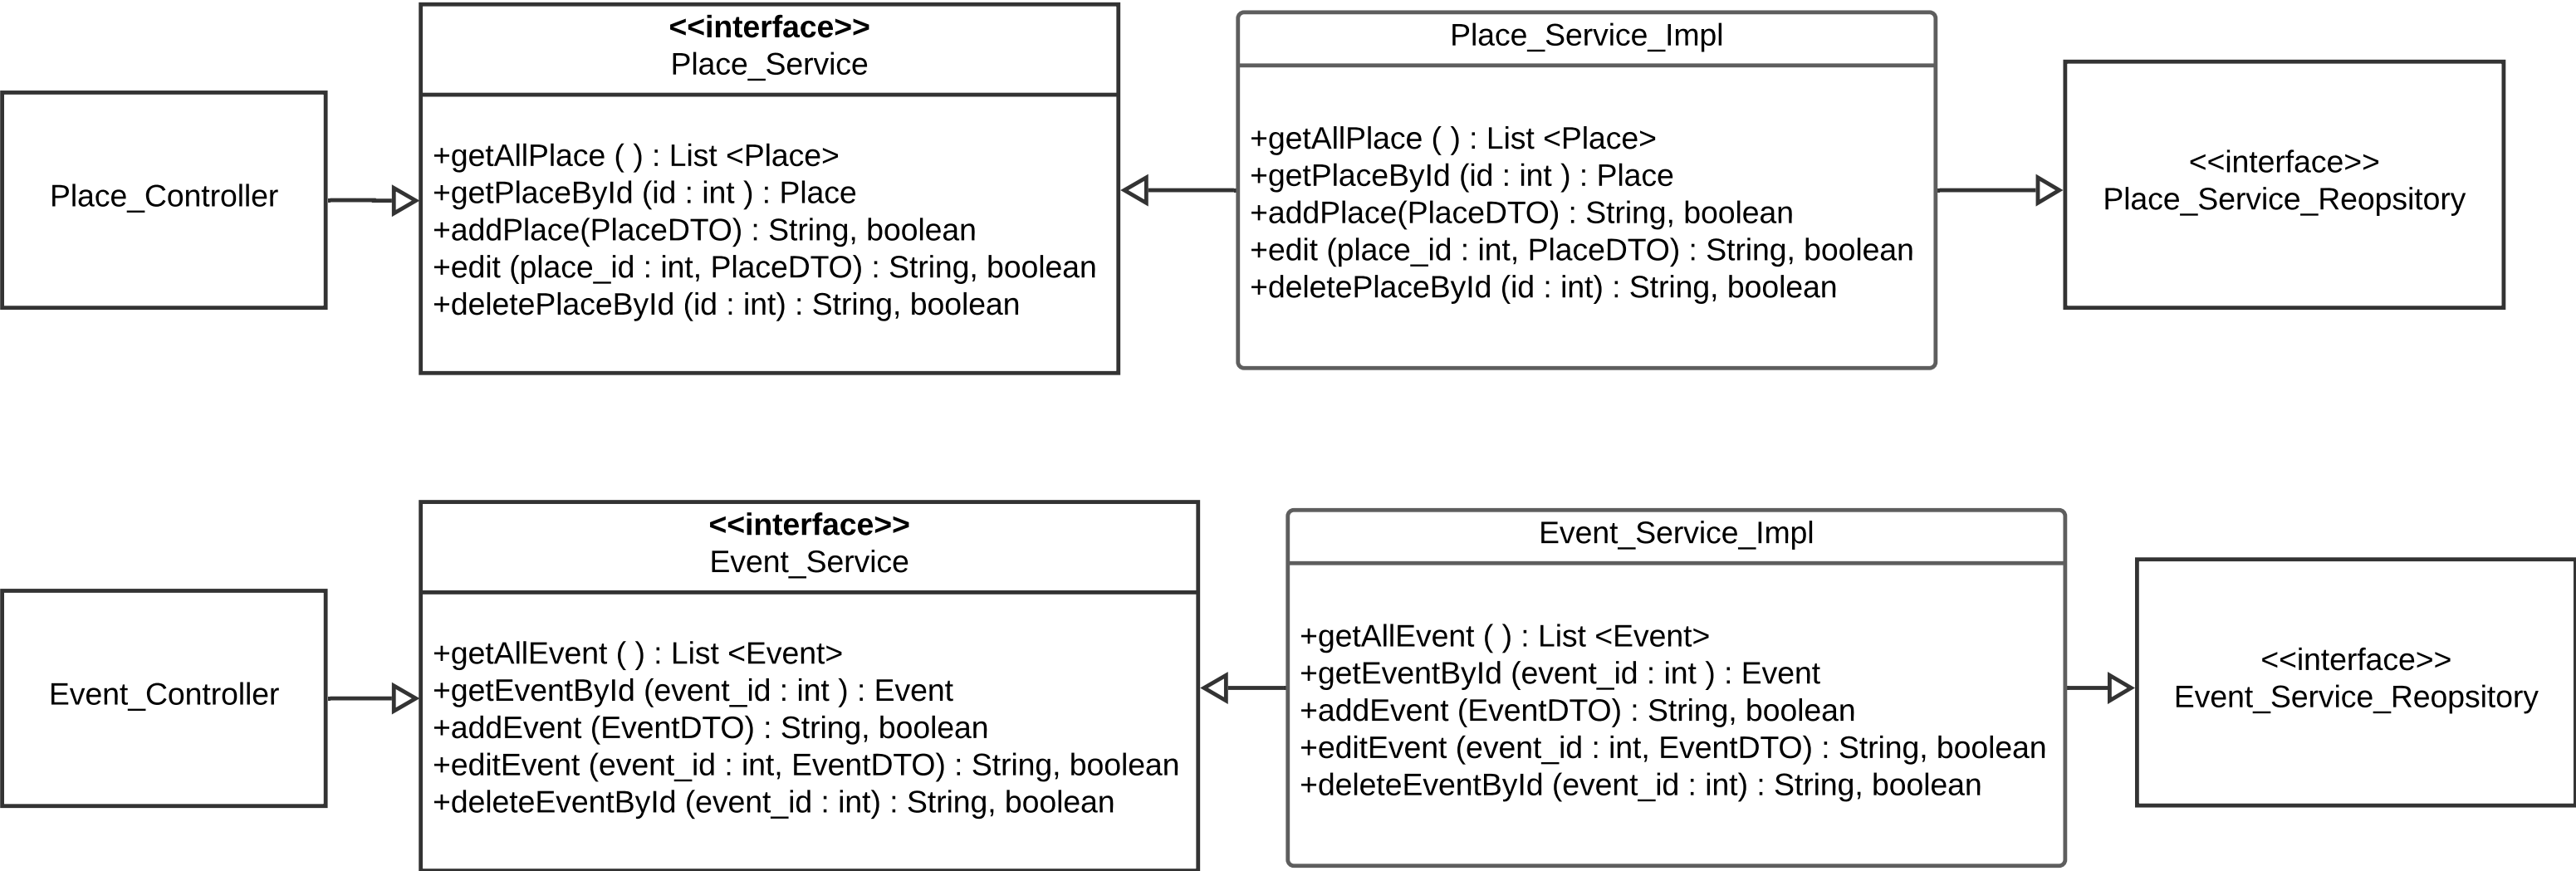 Place_Controller
<<interface>>
Place_Service
+getAllPlace ( ) : List <Place>
+getPlaceById (id : int ) : Place
+addPlace(PlaceDTO) : String, boolean
+edit (place_id : int, PlaceDTO) : String, boolean
+deletePlaceById (id : int) : String, boolean
Place_Service_Impl
+getAllPlace ( ) : List <Place>
+getPlaceById (id : int ) : Place
+addPlace(PlaceDTO) : String, boolean
+edit (place_id : int, PlaceDTO) : String, boolean
+deletePlaceById (id : int) : String, boolean
<<interface>>
Place_Service_Reopsitory
Event_Controller
<<interface>>
Event_Service
+getAllEvent ( ) : List <Event>
+getEventById (event_id : int ) : Event
+addEvent (EventDTO) : String, boolean
+editEvent (event_id : int, EventDTO) : String, boolean
+deleteEventById (event_id : int) : String, boolean
Event_Service_Impl
+getAllEvent ( ) : List <Event>
+getEventById (event_id : int ) : Event
+addEvent (EventDTO) : String, boolean
+editEvent (event_id : int, EventDTO) : String, boolean
+deleteEventById (event_id : int) : String, boolean
<<interface>>
Event_Service_Reopsitory